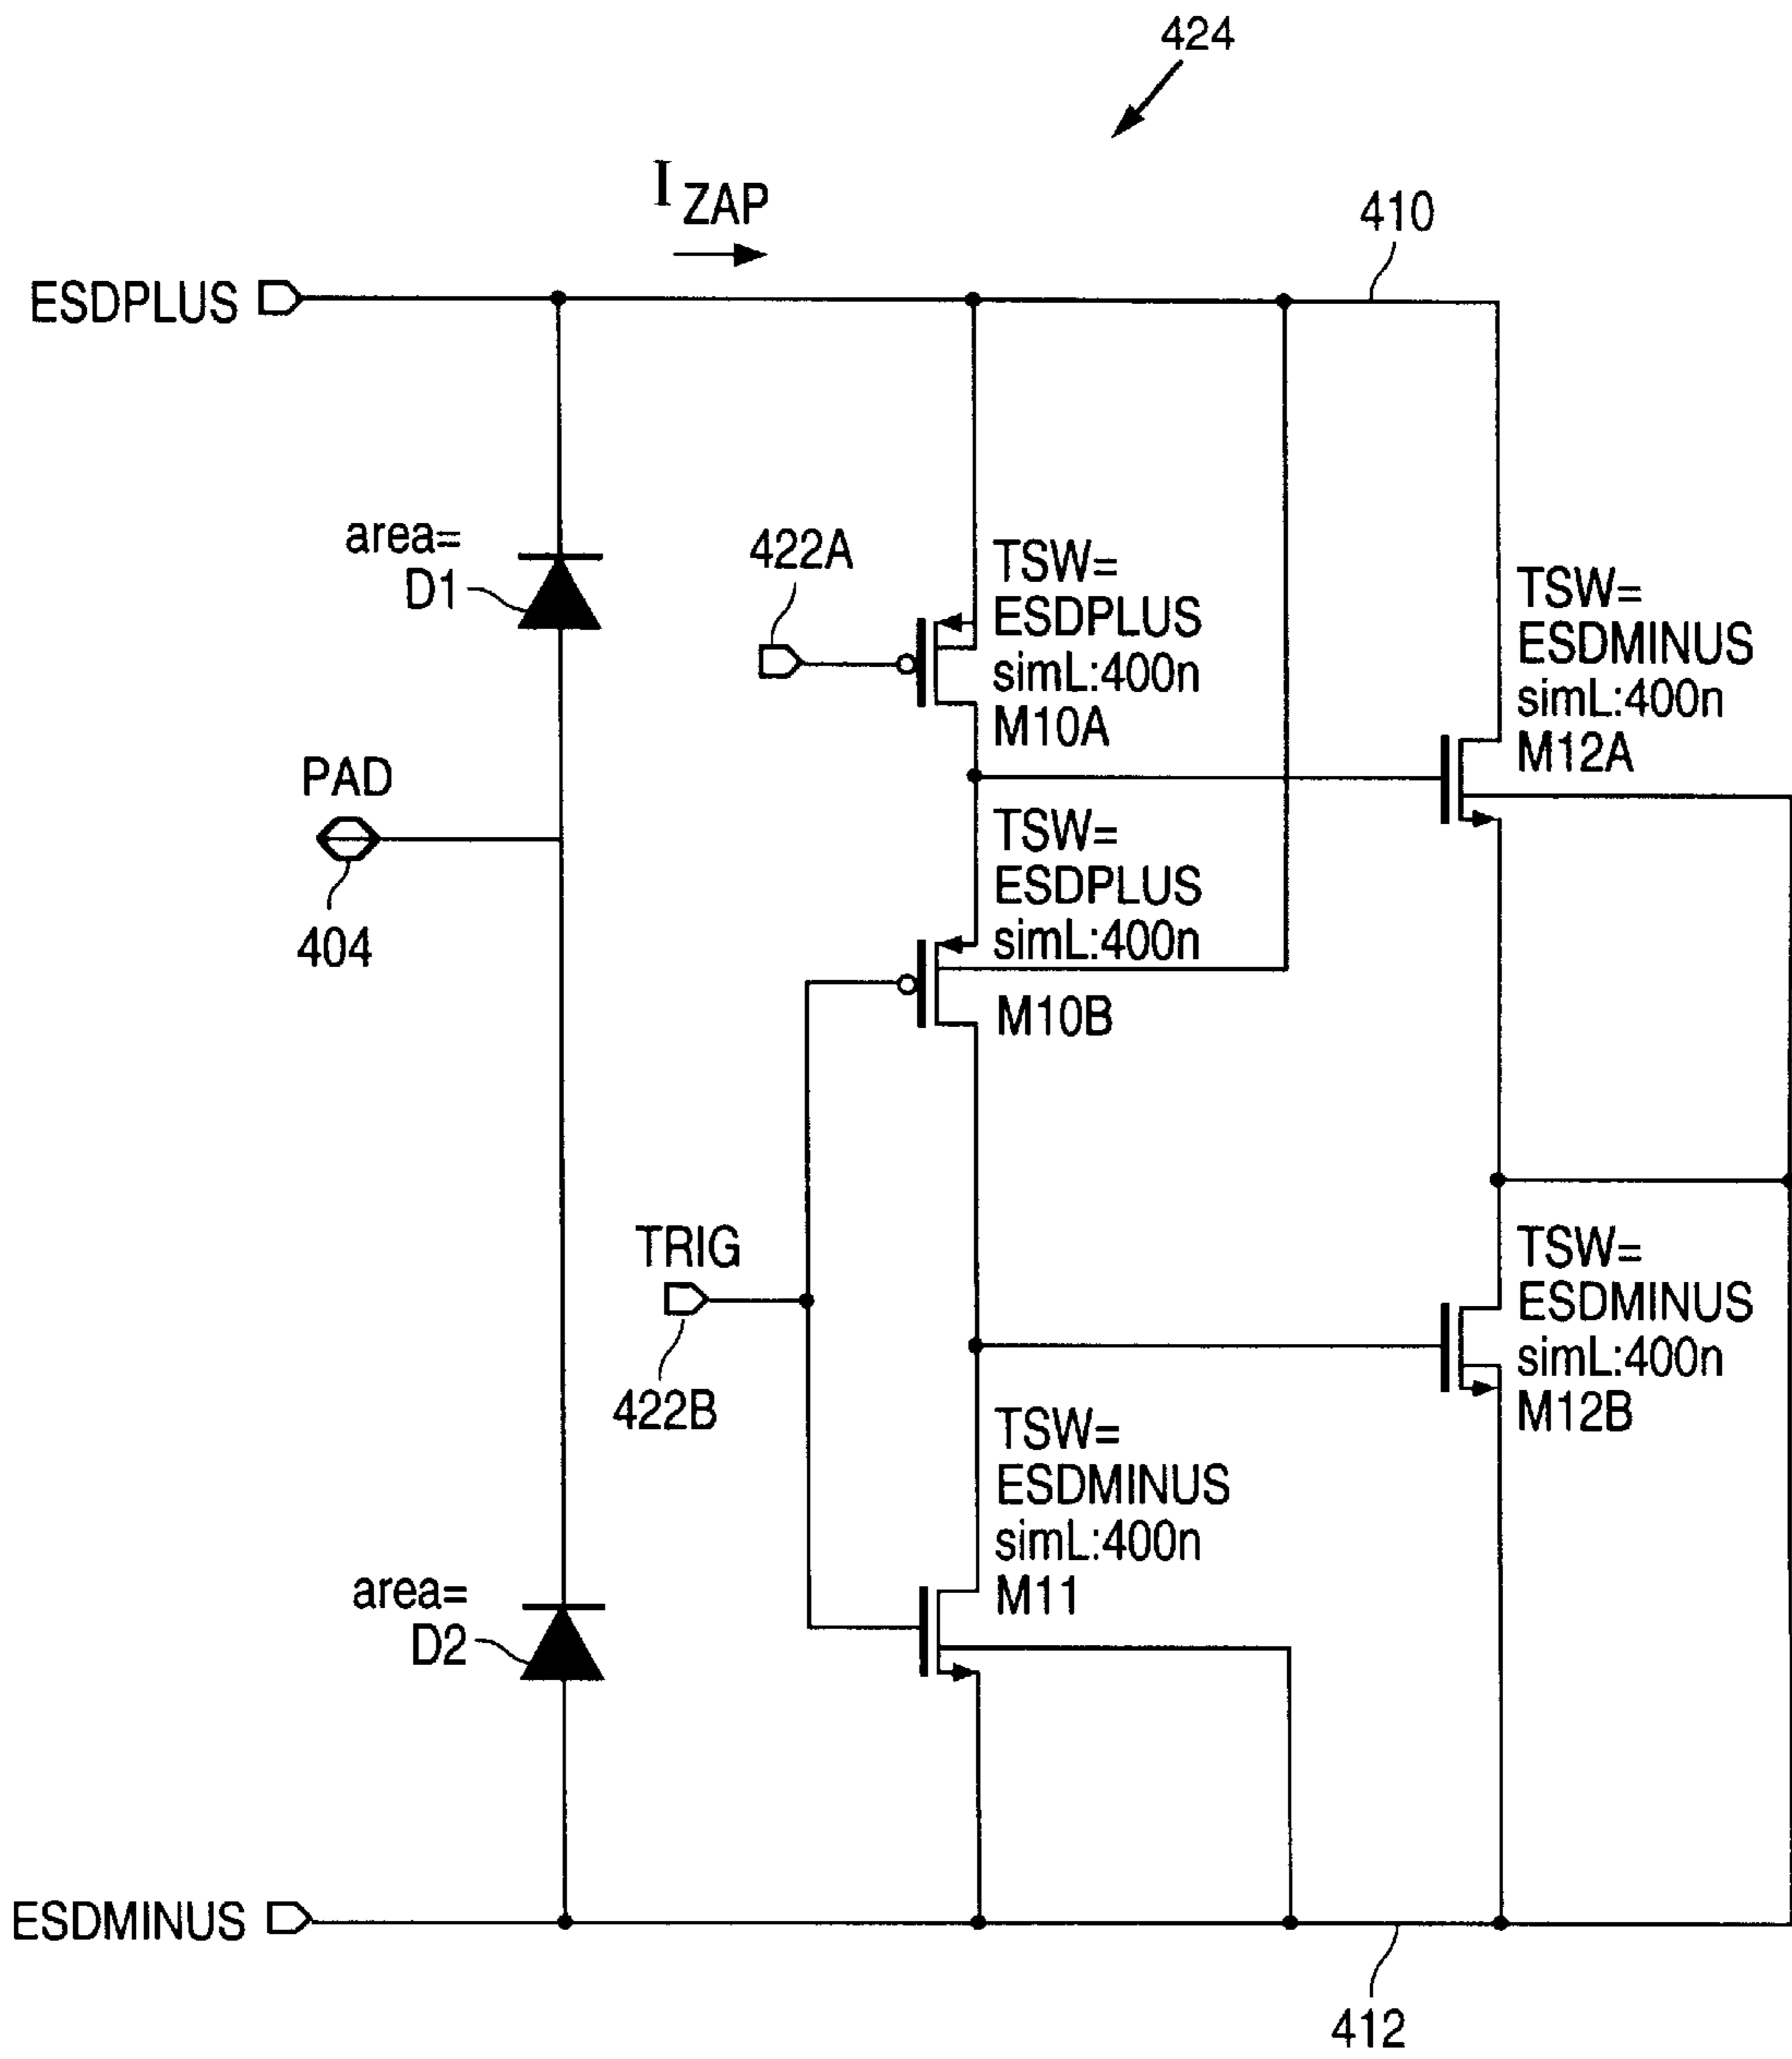 424
I ZAP
410
ESDPLUS
area=
D1
422A
TSW=
ESDPLUS
simL:400n
M10A
TSW=
ESDMINUS
simL:400n
M12A
PAD
404
TSW=
ESDPLUS
simL:400n
M10B
TRIG
422B
TSW=
ESDMINUS
simL:400n
M12B
TSW=
ESDMINUS
simL:400n
M11
area=
D2
ESDMINUS
412